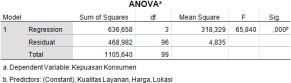 ANOVAᵃ
Model Sum of Squares df Mean Square F Sig.
1 Regression 636,658 3 318,329 65,840 ,000ᵇ
Residual 468,982 96 4,835
Total 1105,640 99
a. Dependent Variable: Kepuasan Konsumen
b. Predictors: (Constant), Kualitas Layanan, Harga, Lokasi